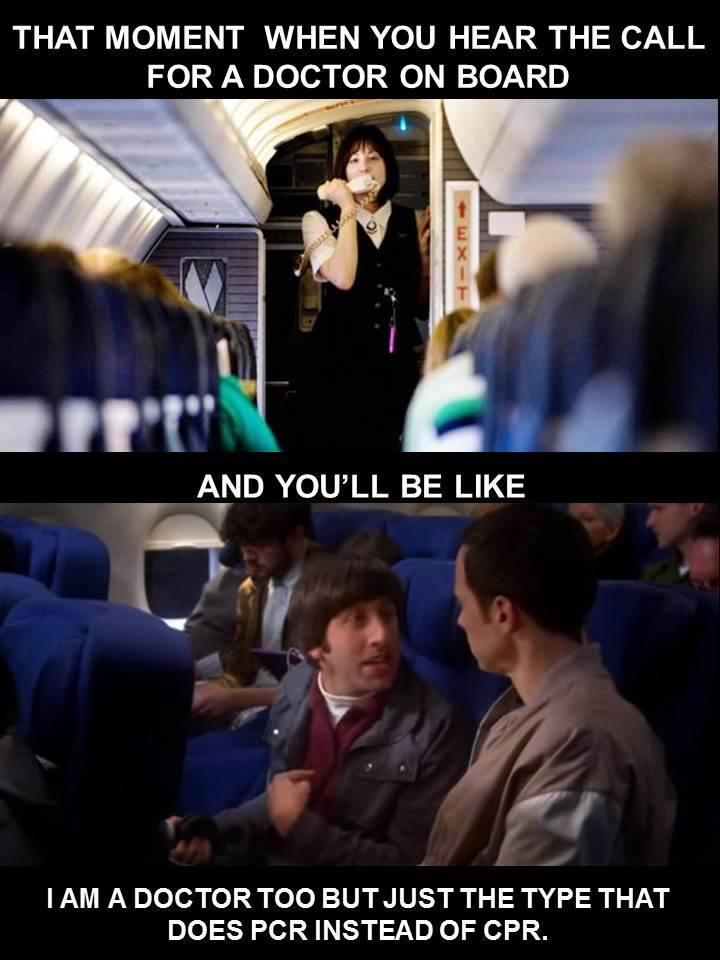 THAT MOMENT WHEN YOU HEAR THE CALL
FOR A DOCTOR ON BOARD
EXIT
AND YOU'LL BE LIKE
I AM A DOCTOR TOO BUT JUST THE TYPE THAT
DOES PCR INSTEAD OF CPR.